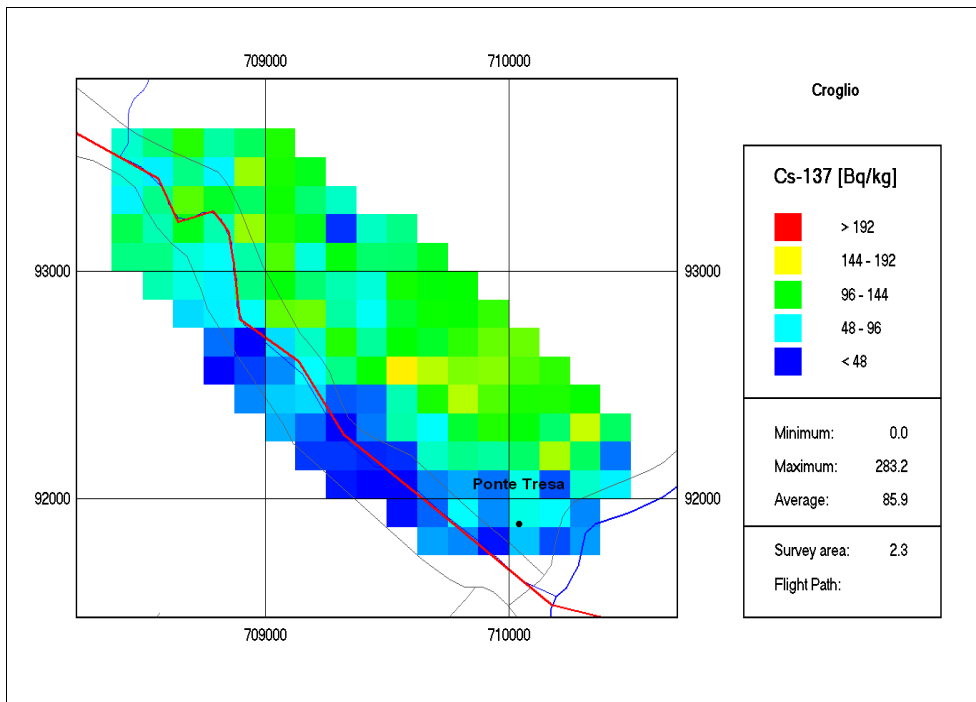 709000 710000
Croglio
Cs-137 [Bq/kg]
> 192
144 - 192
96 - 144
48 - 96
< 48
93000 93000
Minimum: 0.0
Maximum: 283.2
Average: 85.9
Ponte Tresa
92000 92000
Survey area: 2.3
Flight Path:
709000 710000